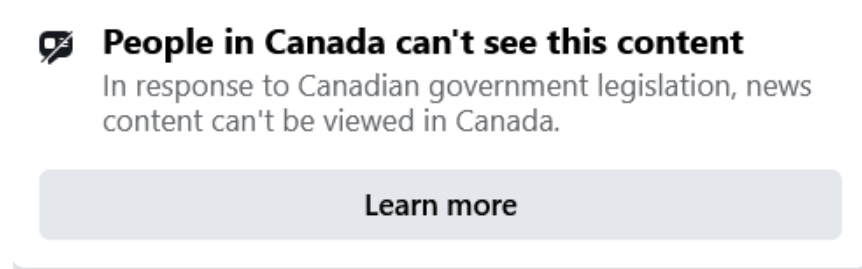 People in Canada can't see this content
In response to Canadian government legislation, news
content can't be viewed in Canada.
Learn more